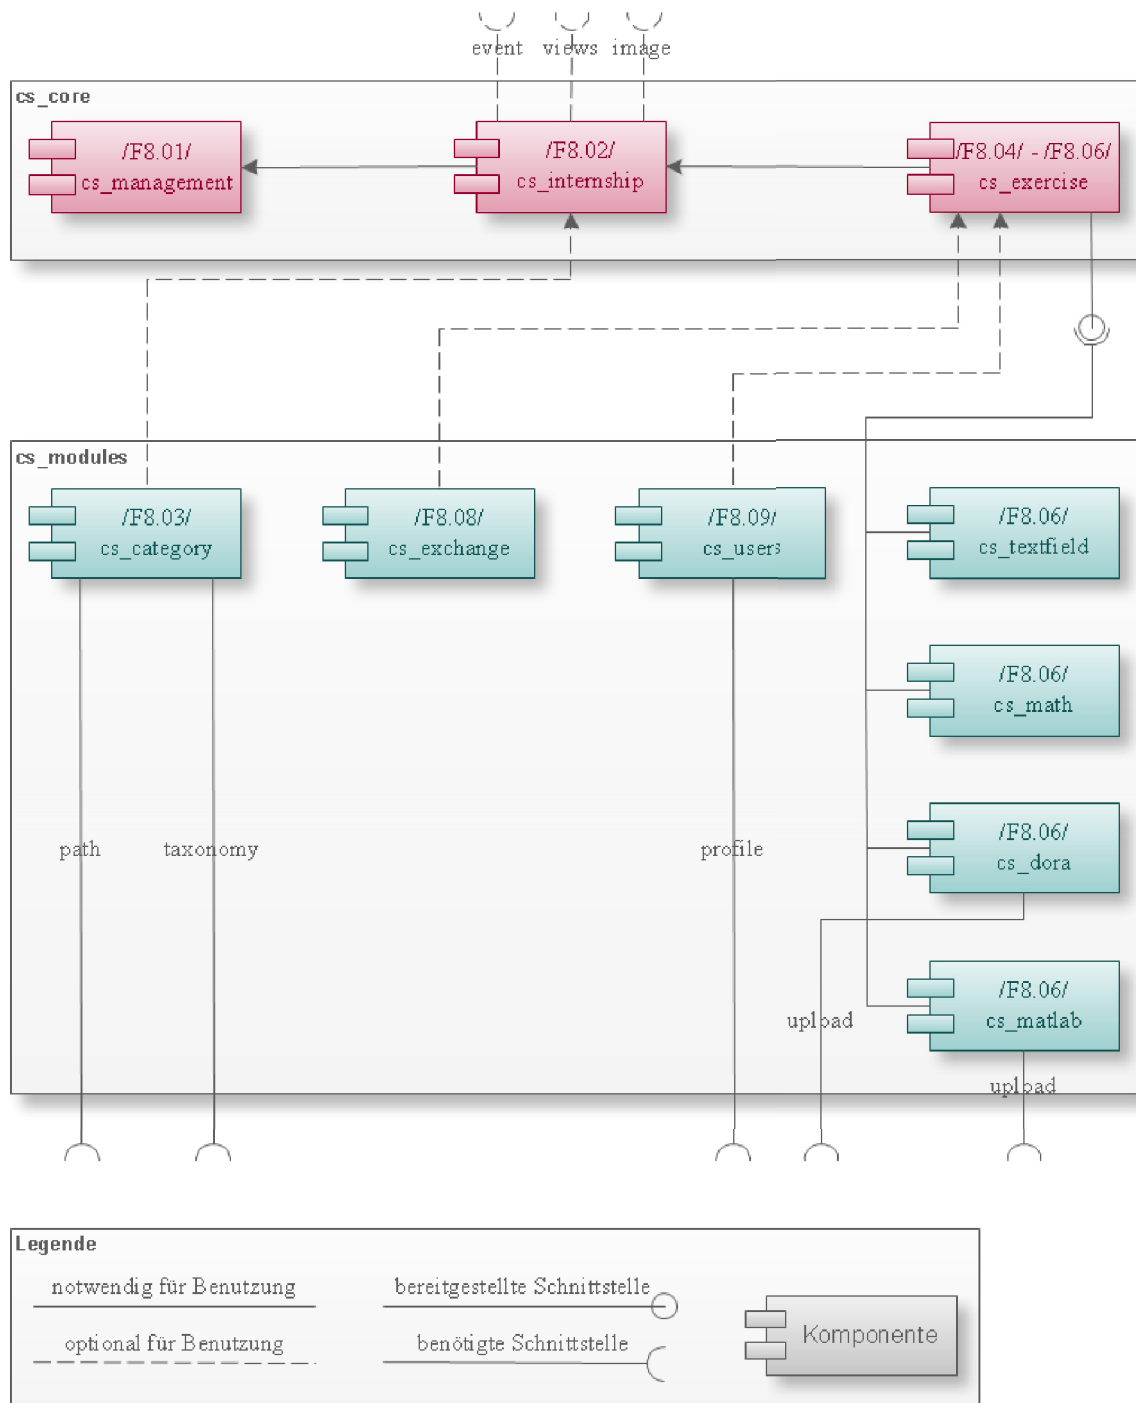 event views image
cs_core
/F8.01/
cs_management
/F8.02/
cs_internship
/F8.04/ - /F8.06/
cs_exercise
cs_modules
/F8.03/
cs_category
/F8.08/
cs_exchange
/F8.09/
cs_users
/F8.06/
cs_textfield
/F8.06/
cs_math
path
taxonomy
profile
/F8.06/
cs_dora
/F8.06/
cs_matlab
upload
upload
Legende
notwendig für Benutzung
bereitgestellte Schnittstelle
optional für Benutzung
benötigte Schnittstelle
Komponente